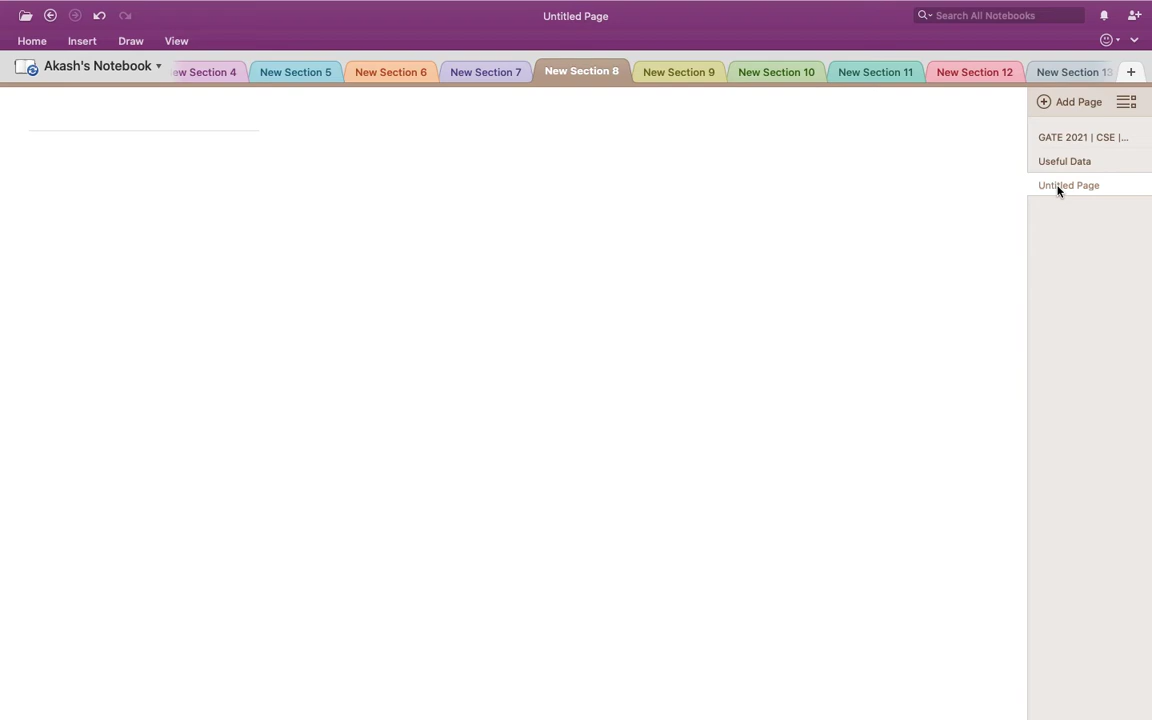 Untitled Page
Search All Notebooks
Home Insert Draw View
Akash's Notebook
ew Section 4 New Section 5 New Section 6 New Section 7 New Section 8 New Section 9 New Section 10 New Section 11 New Section 12 New Section 13 +
Add Page
GATE 2021 | CSE |...
Useful Data
Untitled Page